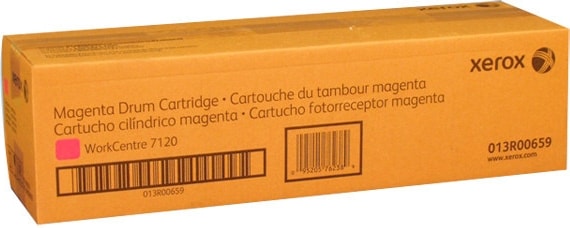 xerox
Magenta Drum Cartridge • Cartouche du tambour magenta
Cartucho cilíndrico magenta • Cartucho fotorreceptor magenta
WorkCentre 7120
013R00659
013R00659
www.xerox.com